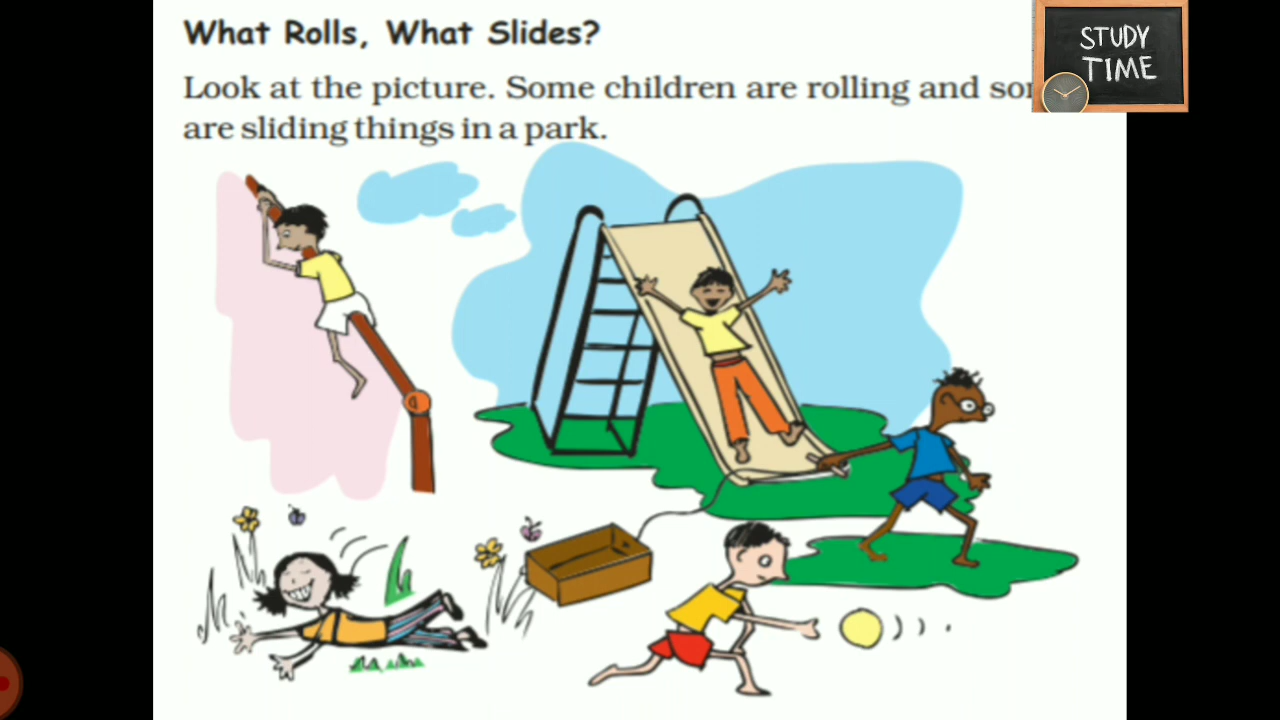 What Rolls, What Slides?
Look at the picture. Some children are rolling and
are sliding things in a park.
STUDY
TIME